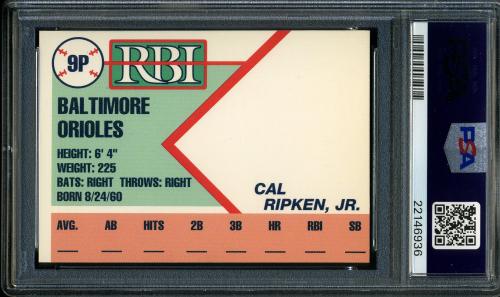 9P RBI
BALTIMORE
ORIOLES
HEIGHT: 6' 4"
WEIGHT: 225
BATS: RIGHT THROWS: RIGHT
BORN 8/24/60
CAL
RIPKEN, JR.
AVG. AB HITS 2B 3B HR RBI SB
PSA
22146936